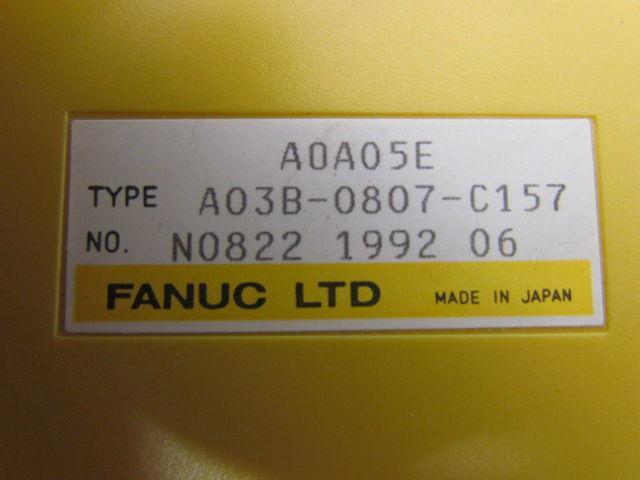 A0A05E
TYPE A03B-0807-C157
NO. N0822 1992 06
FANUC LTD MADE IN JAPAN